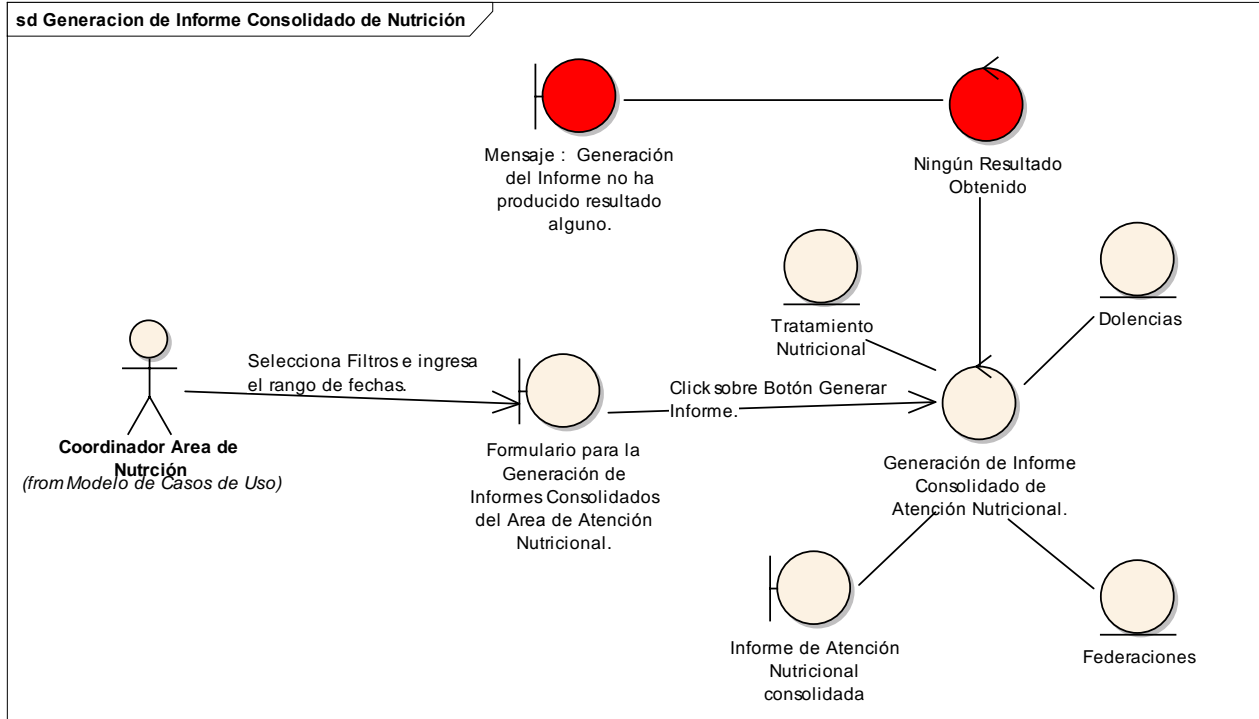 sd Generacion de Informe Consolidado de Nutrición
Mensaje : Generación
del Informe no ha
producido resultado
alguno.
Ningún Resultado
Obtenido
Tratamiento
Nutricional
Dolencias
Selecciona Filtros e ingresa
el rango de fechas.
Click sobre Botón Generar
Informe.
Coordinador Area de
Nutrción
(from Modelo de Casos de Uso)
Formulario para la
Generación de
Informes Consolidados
del Area de Atención
Nutricional.
Generación de Informe
Consolidado de
Atención Nutricional.
Informe de Atención
Nutricional
consolidada
Federaciones